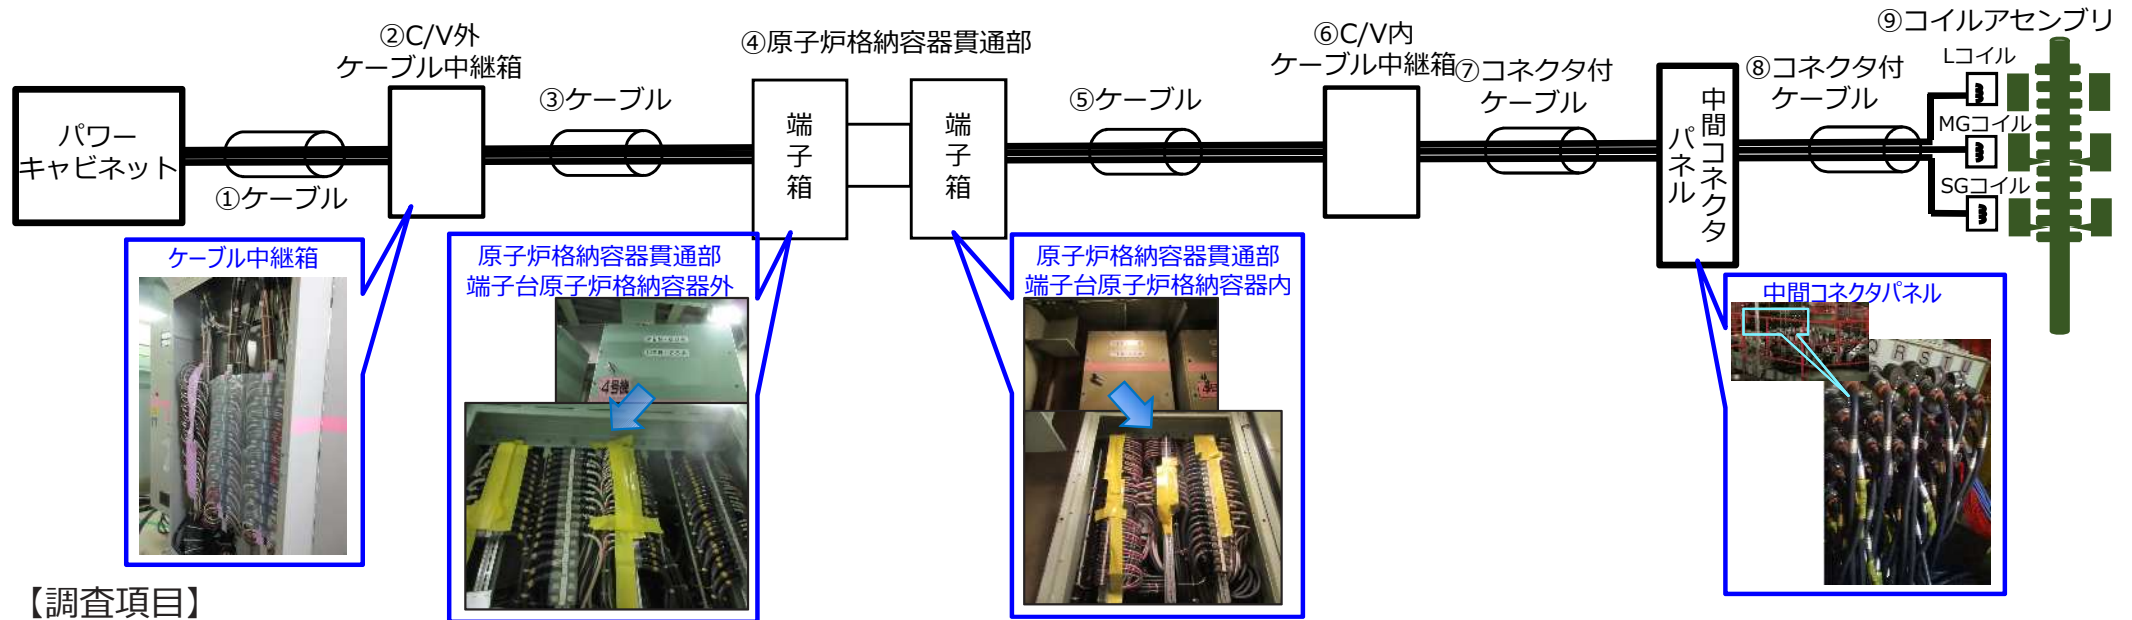 ②C/V外
ケーブル中継箱
④原子炉格納容器貫通部
⑥C/V内
ケーブル中継箱
⑨コイルアセンブリ
パワー
キャビネット
①ケーブル
③ケーブル
端子箱
端子箱
⑤ケーブル
⑦コネクタ付
ケーブル
中間コネクタ
パネル
⑧コネクタ付
ケーブル
Lコイル
MGコイル
SGコイル
ケーブル中継箱
原子炉格納容器貫通部
端子台原子炉格納容器外
4号機
原子炉格納容器貫通部
端子台原子炉格納容器内
中間コネクタパネル
Q R S T U
【調査項目】